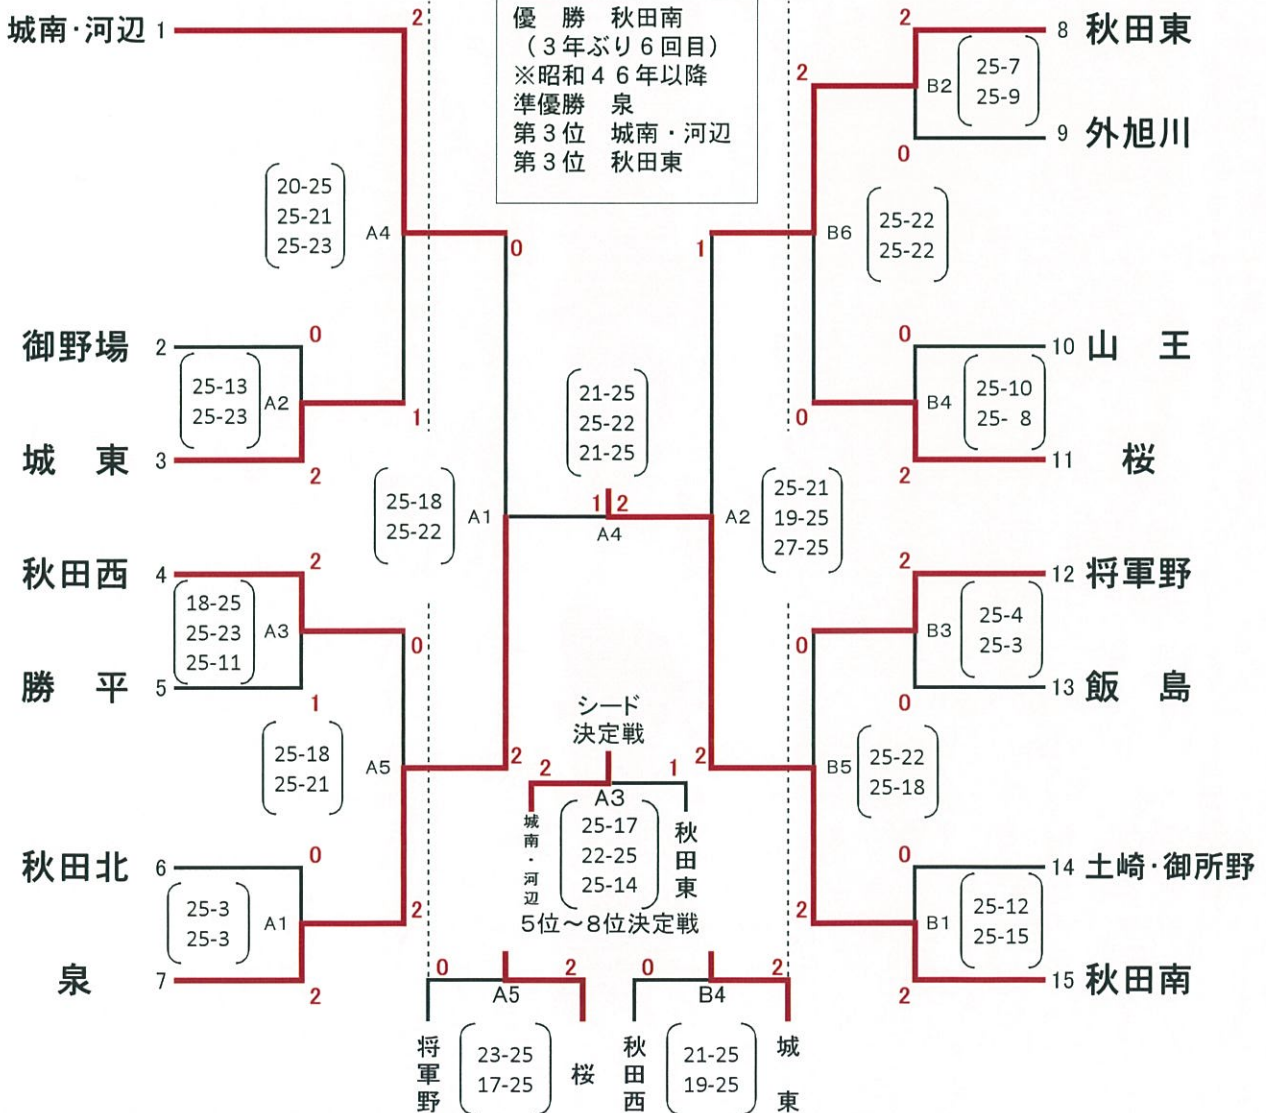 優　勝　秋田南
（３年ぶり６回目）
※昭和４６年以降
準優勝　泉
第３位　城南・河辺
第３位　秋田東
城南・河辺 1
2
20-25
25-21
25-23
A4
0
御野場 2
0
25-13
25-23
A2
1
城　東 3
2
25-18
25-22
A1
秋田西 4
2
18-25
25-23
25-11
A3
0
勝　平 5
1
25-18
25-21
A5
2
秋田北 6
0
25-3
25-3
A1
2
泉 7
2
21-25
25-22
21-25
1 2
A4
シード
決定戦
2 1
A3
城南・河辺
25-17
22-25
25-14
秋田東
5位～8位決定戦
0 2
A5
将軍野
23-25
17-25
桜
0 2
B4
秋田西
21-25
19-25
城　東
2
8 秋田東
2
B2
25-7
25-9
9 外旭川
0
1
B6
25-22
25-22
0
10 山　王
0
B4
25-10
25- 8
11 桜
2
A2
25-21
19-25
27-25
2
12 将軍野
0
B3
25-4
25-3
13 飯　島
0
2
B5
25-22
25-18
0
14 土崎・御所野
2
B1
25-12
25-15
15 秋田南
2